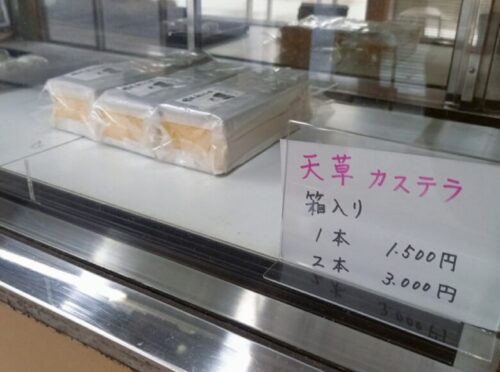 天草 カステラ
箱入り
1本 1.500円
2本 3.000円